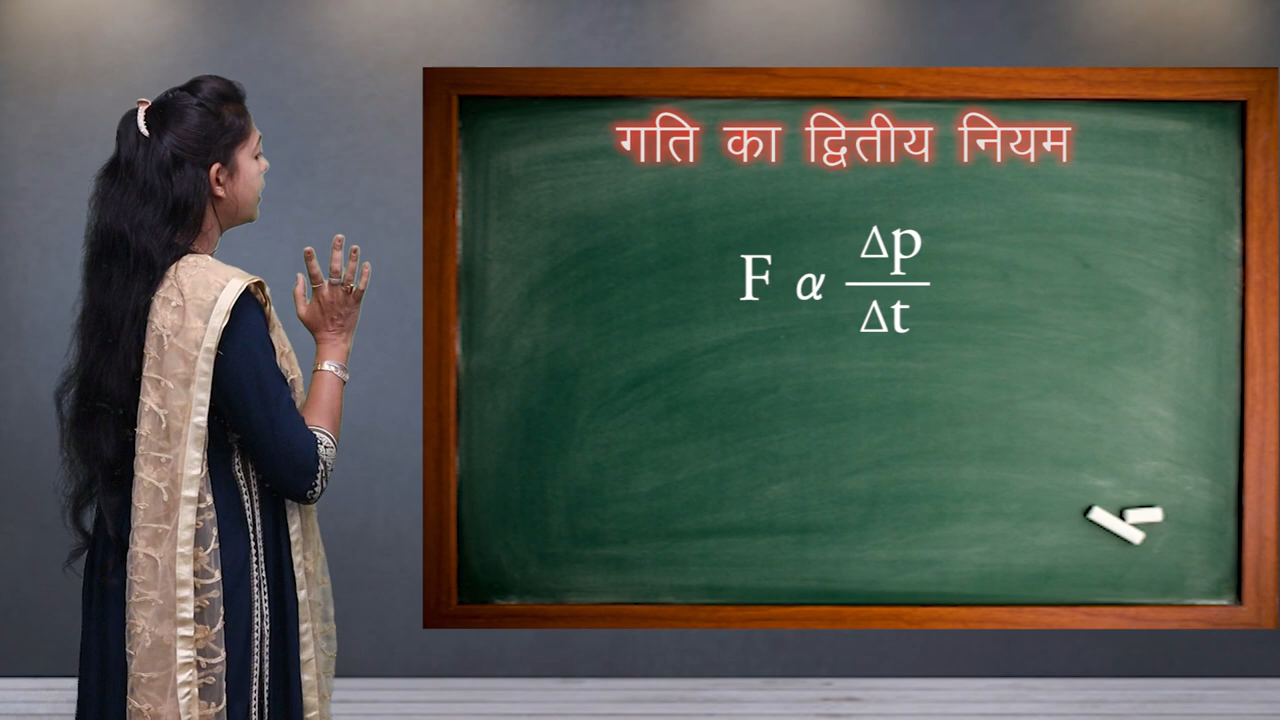 गति का द्वितीय नियम
F α Δp/Δt